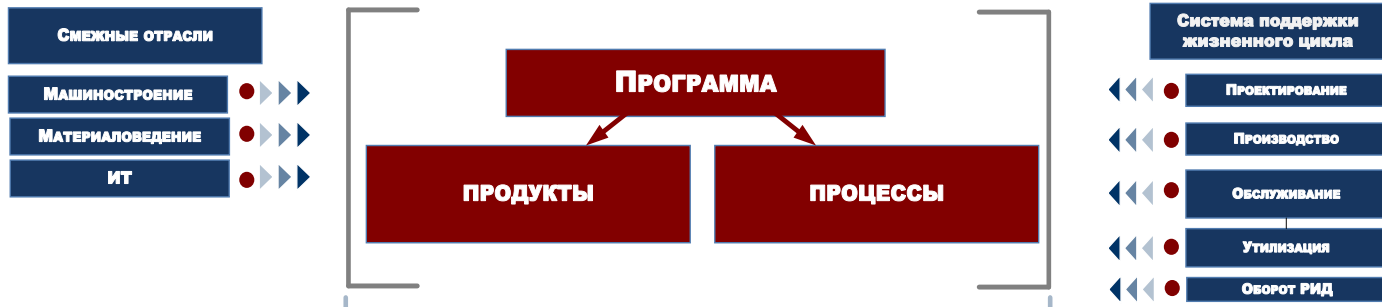 Смежные отрасли
Машиностроение
Материаловедение
ИТ
Программа
ПРОДУКТЫ
ПРОЦЕССЫ
Система поддержки
жизненного цикла
Проектирование
Производство
Обслуживание
Утилизация
Оборот РИД